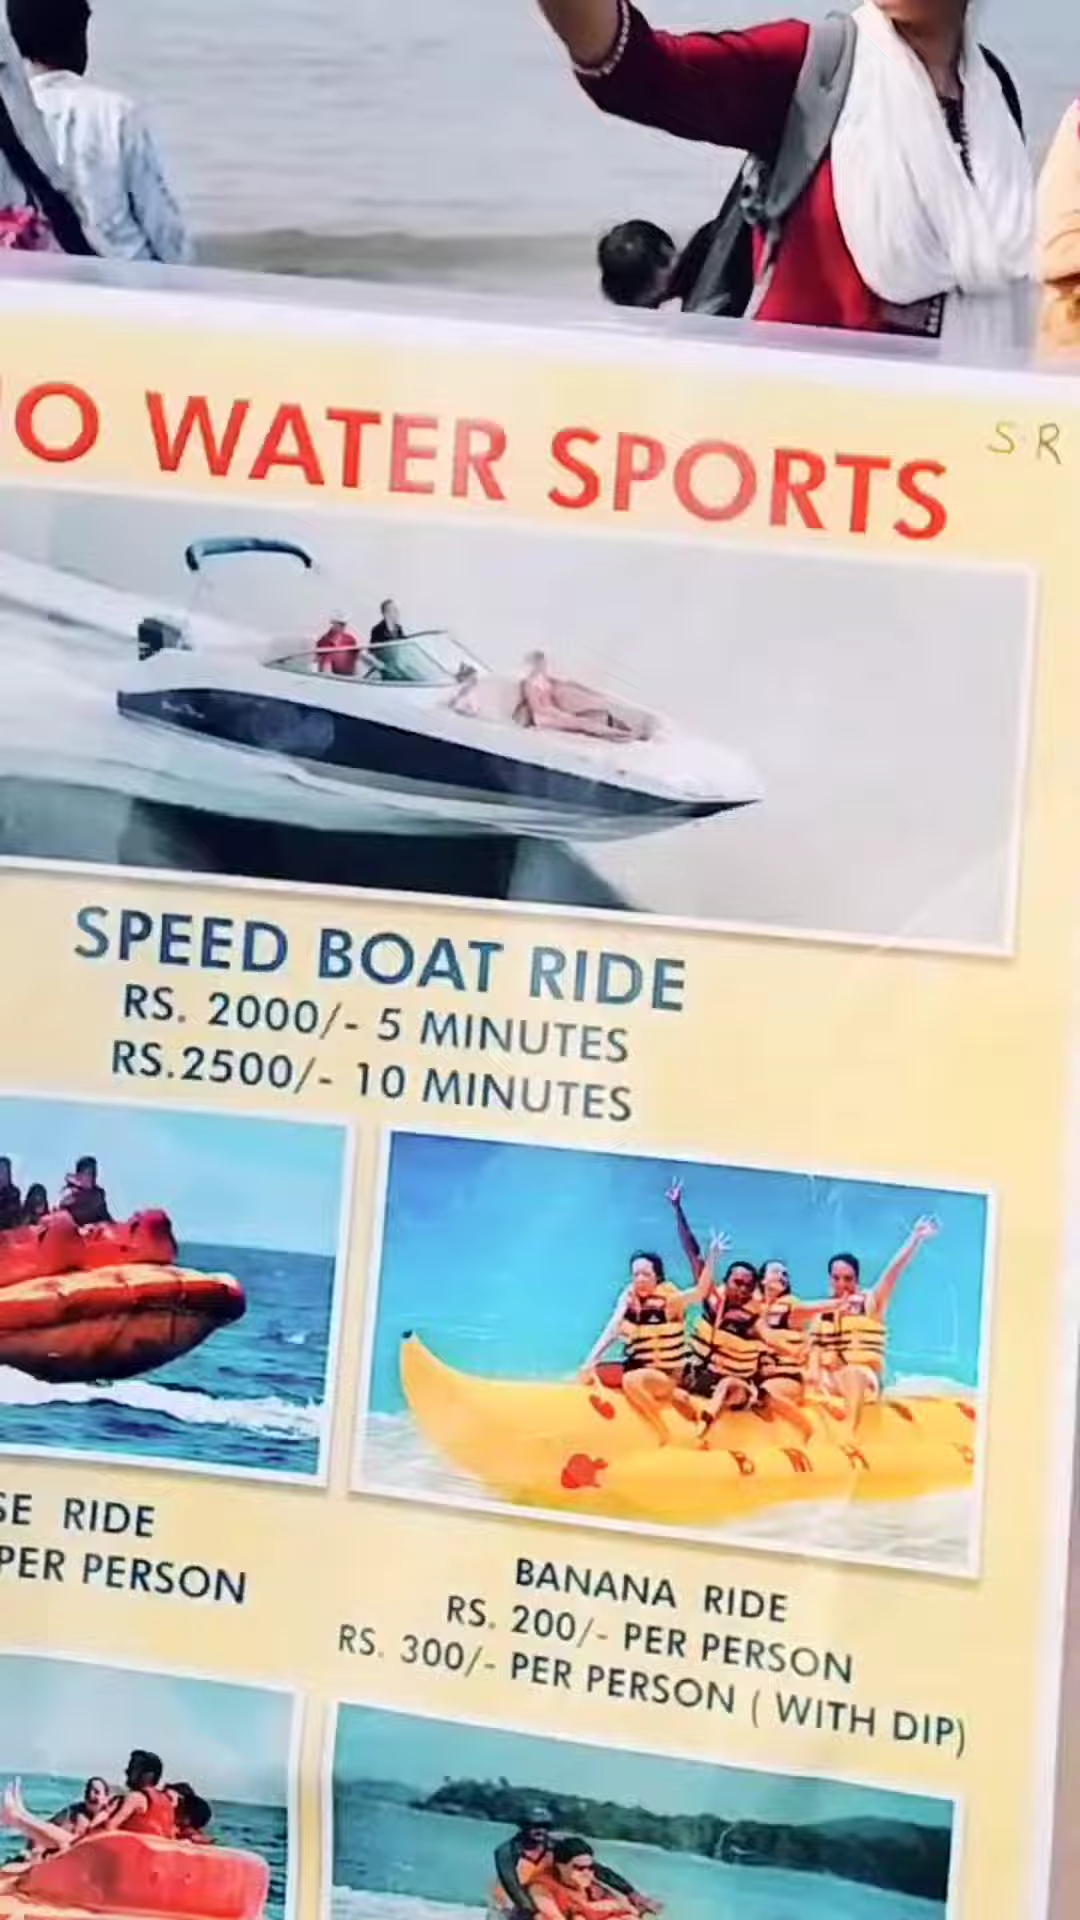 O WATER SPORTS
S R
SPEED BOAT RIDE
RS. 2000/- 5 MINUTES
RS.2500/- 10 MINUTES
SE RIDE
PER PERSON
BANANA RIDE
RS. 200/- PER PERSON
RS. 300/- PER PERSON ( WITH DIP)